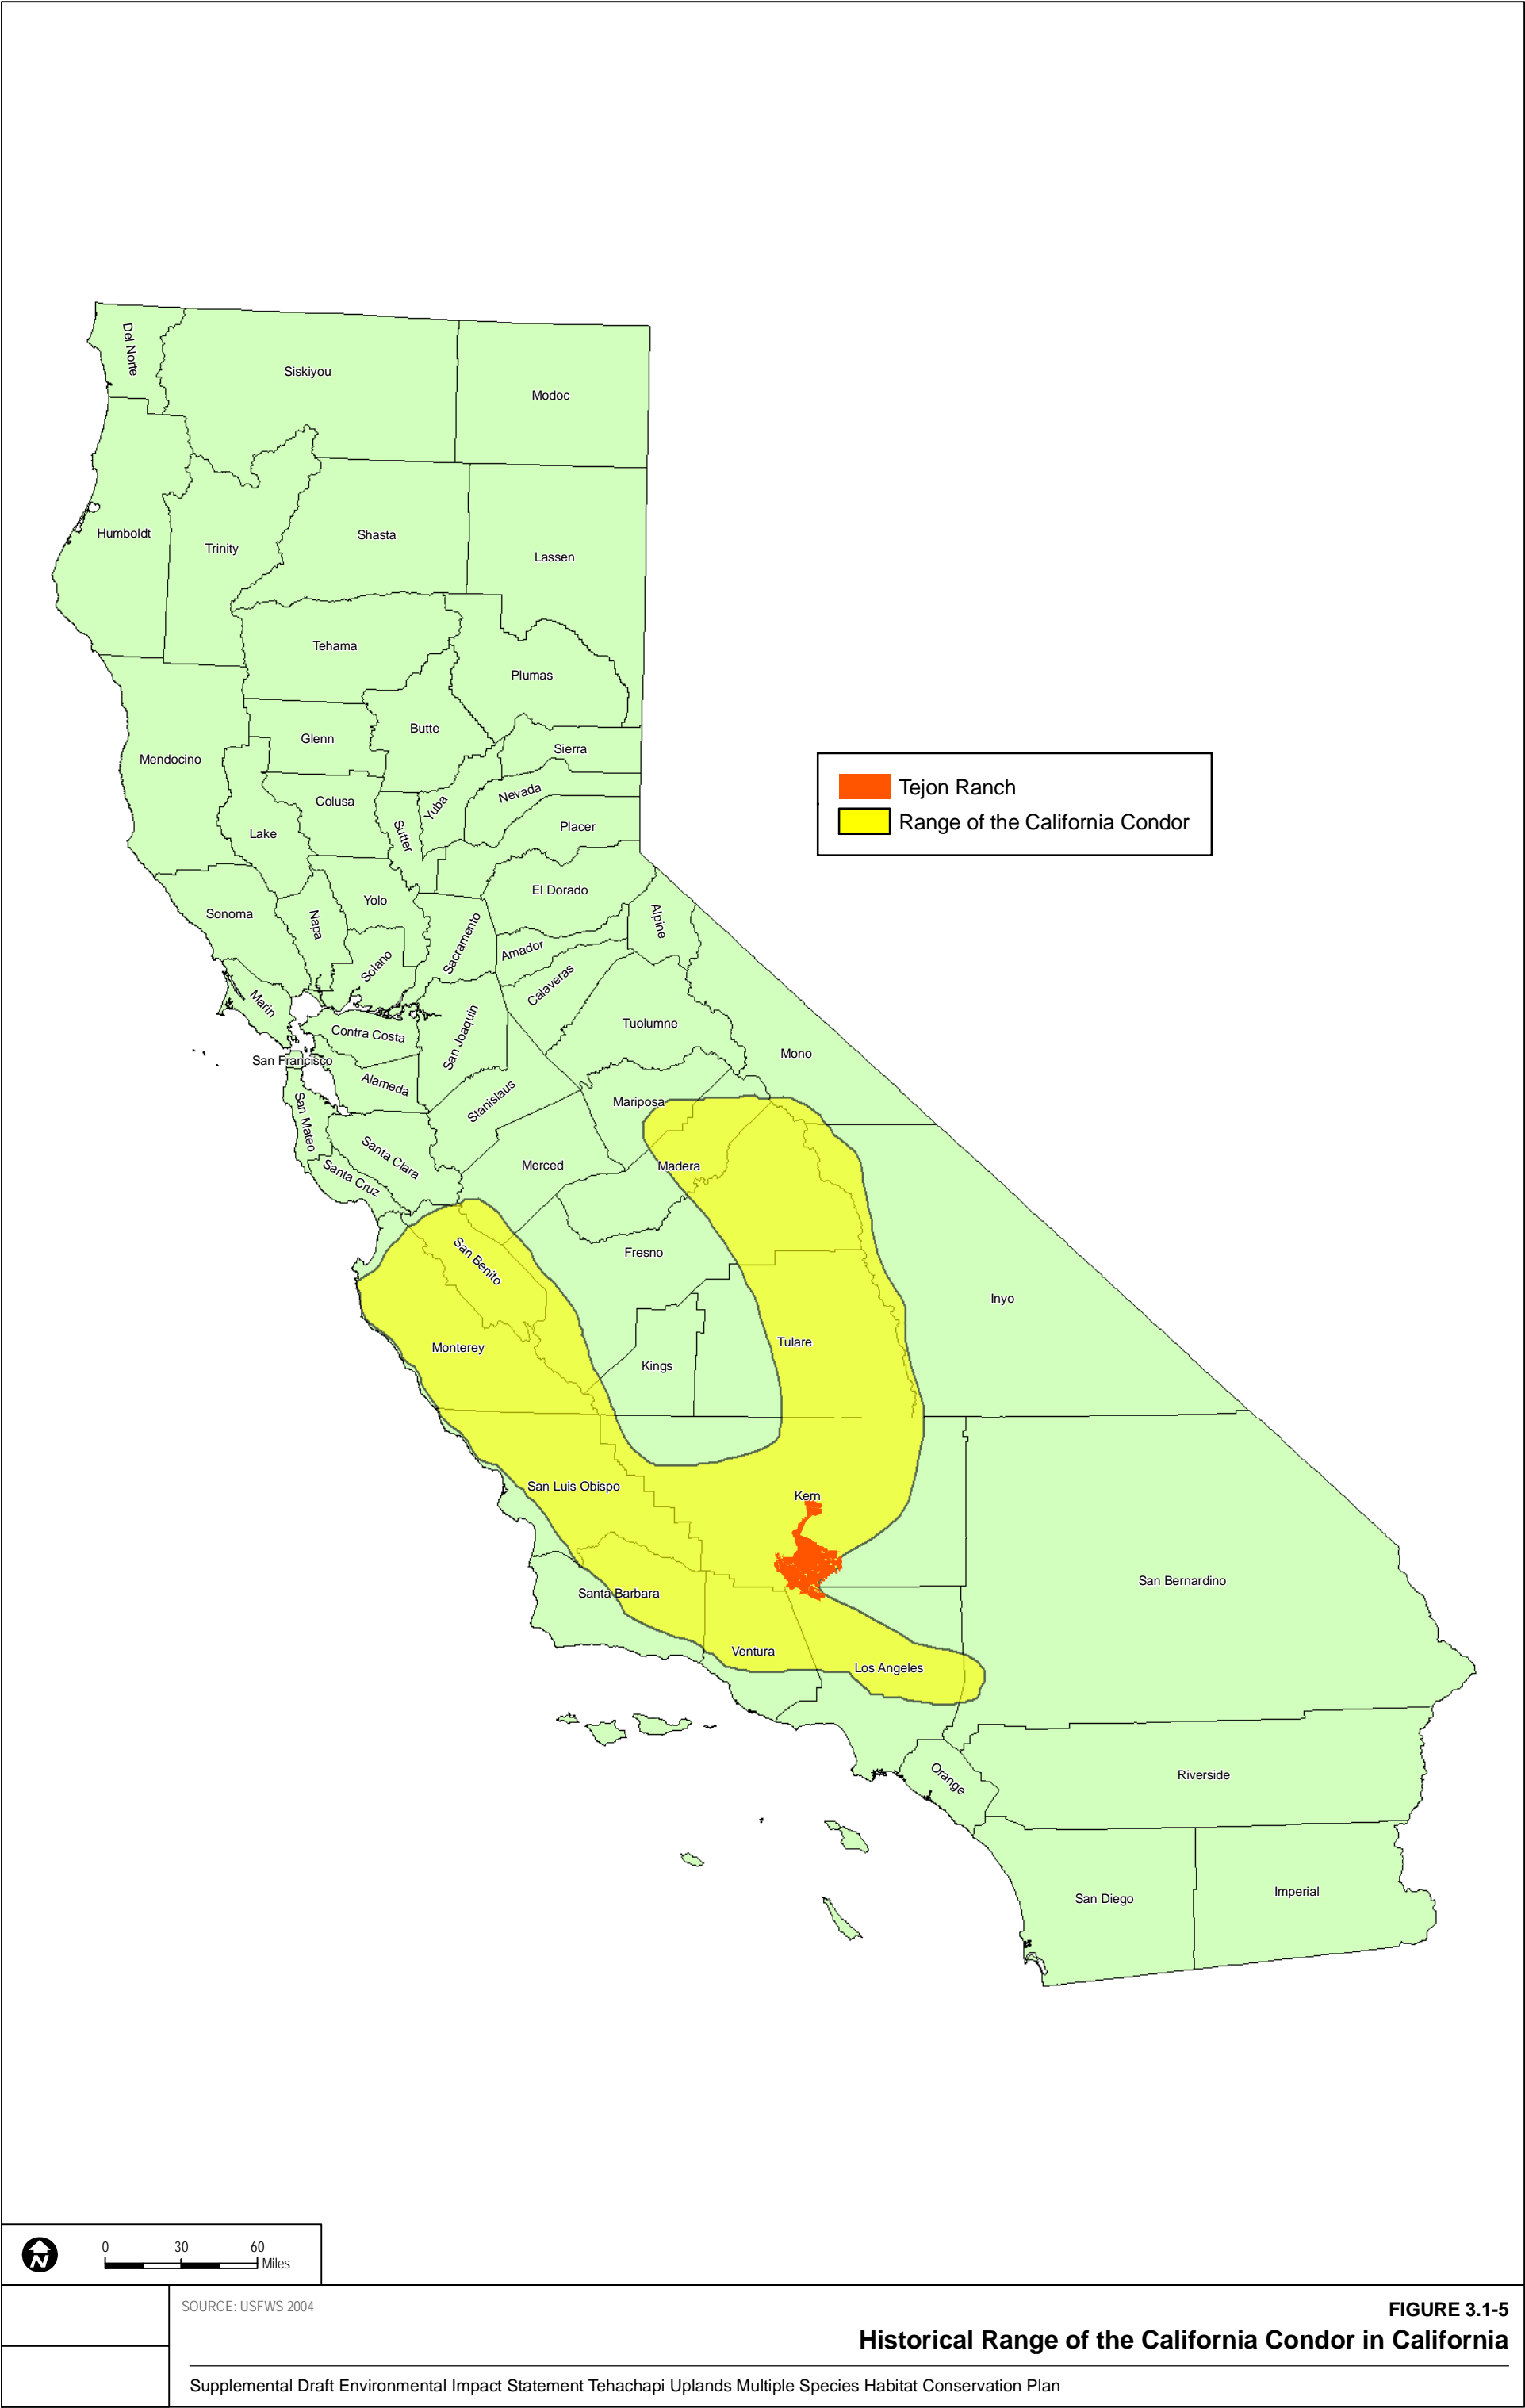 Del Norte
Siskiyou
Modoc
Humboldt
Trinity
Shasta
Lassen
Tehama
Plumas
Butte
Glenn
Sierra
Mendocino
Nevada
Colusa
Yuba
Sutter
Placer
Lake
Tejon Ranch
Range of the California Condor
El Dorado
Yolo
Sonoma
Napa
Alpine
Sacramento
Amador
Solano
Calaveras
Marin
Tuolumne
Contra Costa
San Joaquin
Mono
San Francisco
Alameda
Stanislaus
Mariposa
San Mateo
Santa Clara
Merced
Madera
Santa Cruz
San Benito
Fresno
Inyo
Monterey
Tulare
Kings
San Luis Obispo
Kern
San Bernardino
Santa Barbara
Ventura
Los Angeles
Orange
Riverside
San Diego
Imperial
N
0 30 60
Miles
SOURCE: USFWS 2004
FIGURE 3.1-5
Historical Range of the California Condor in California
Supplemental Draft Environmental Impact Statement Tehachapi Uplands Multiple Species Habitat Conservation Plan